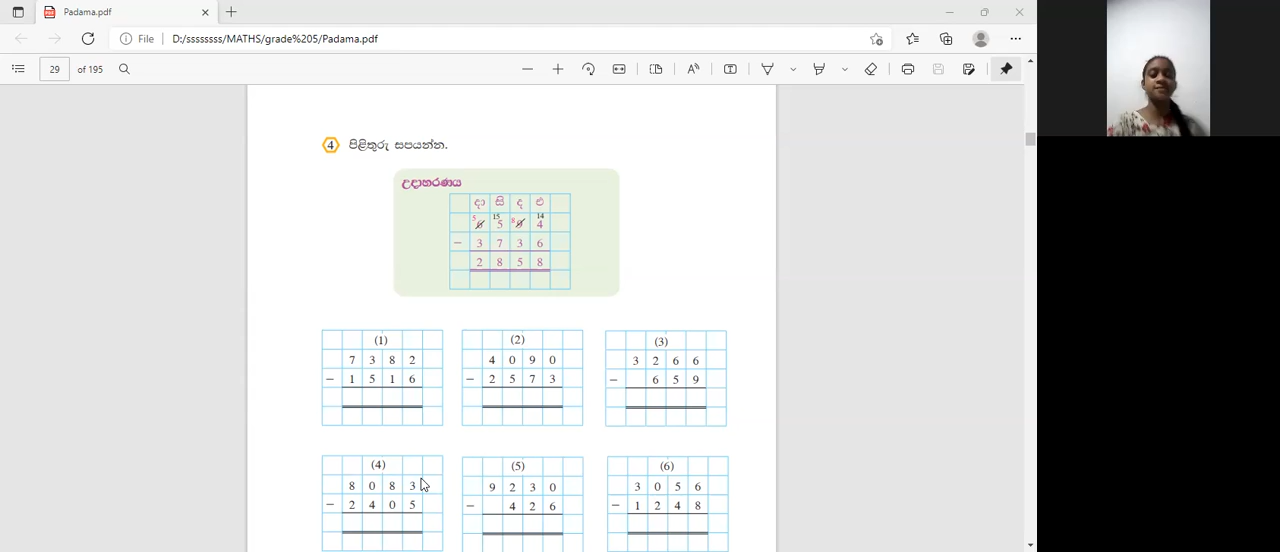 Padama.pdf
File D:/ssssssss/MATHS/grade%205/Padama.pdf
29 of 195
4 පිළිතුරු සපයන්න.
උදාහරණය
දා සි ද එ
5 15 8 14
6 5 9 4
− 3 7 3 6
2 8 5 8
(1) (2) (3)
7 3 8 2 4 0 9 0 3 2 6 6
− 1 5 1 6 − 2 5 7 3 − 6 5 9
(4) (5) (6)
8 0 8 3 9 2 3 0 3 0 5 6
− 2 4 0 5 − 4 2 6 − 1 2 4 8